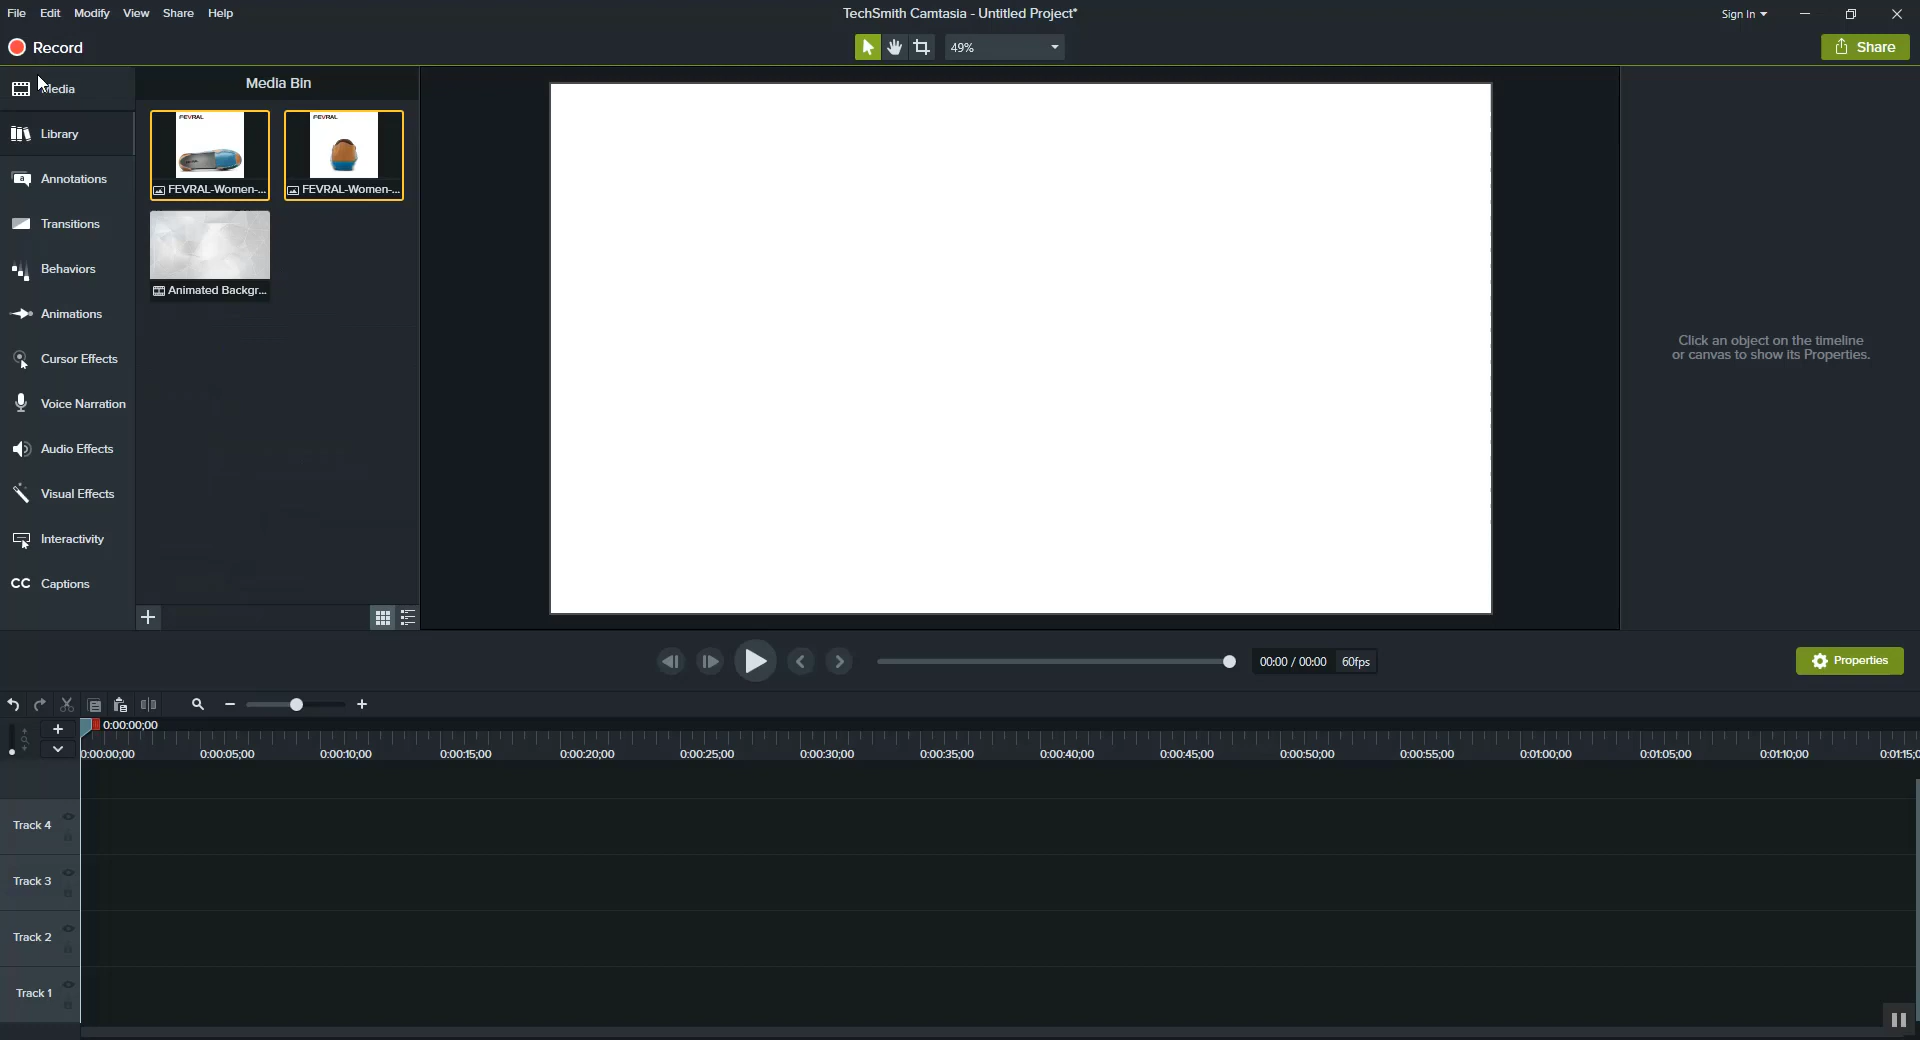 File Edit Modify View Share Help
TechSmith Camtasia - Untitled Project*
Sign In
Record
49%
Share
Media
Library
Annotations
Transitions
Behaviors
Animations
Cursor Effects
Voice Narration
Audio Effects
Visual Effects
Interactivity
CC Captions
Media Bin
FEVRAL
FEVRAL
FEVRAL-Women-...
FEVRAL-Women-...
Animated Backgr...
Click an object on the timeline
or canvas to show its Properties.
00:00 / 00:00 60fps
Properties
0:00:00;00
0:00:00;00 0:00:05;00 0:00:10;00 0:00:15;00 0:00:20;00 0:00:25;00 0:00:30;00 0:00:35;00 0:00:40;00 0:00:45;00 0:00:50;00 0:00:55;00 0:01:00;00 0:01:05;00 0:01:10;00 0:01:15;0
Track 4
Track 3
Track 2
Track 1